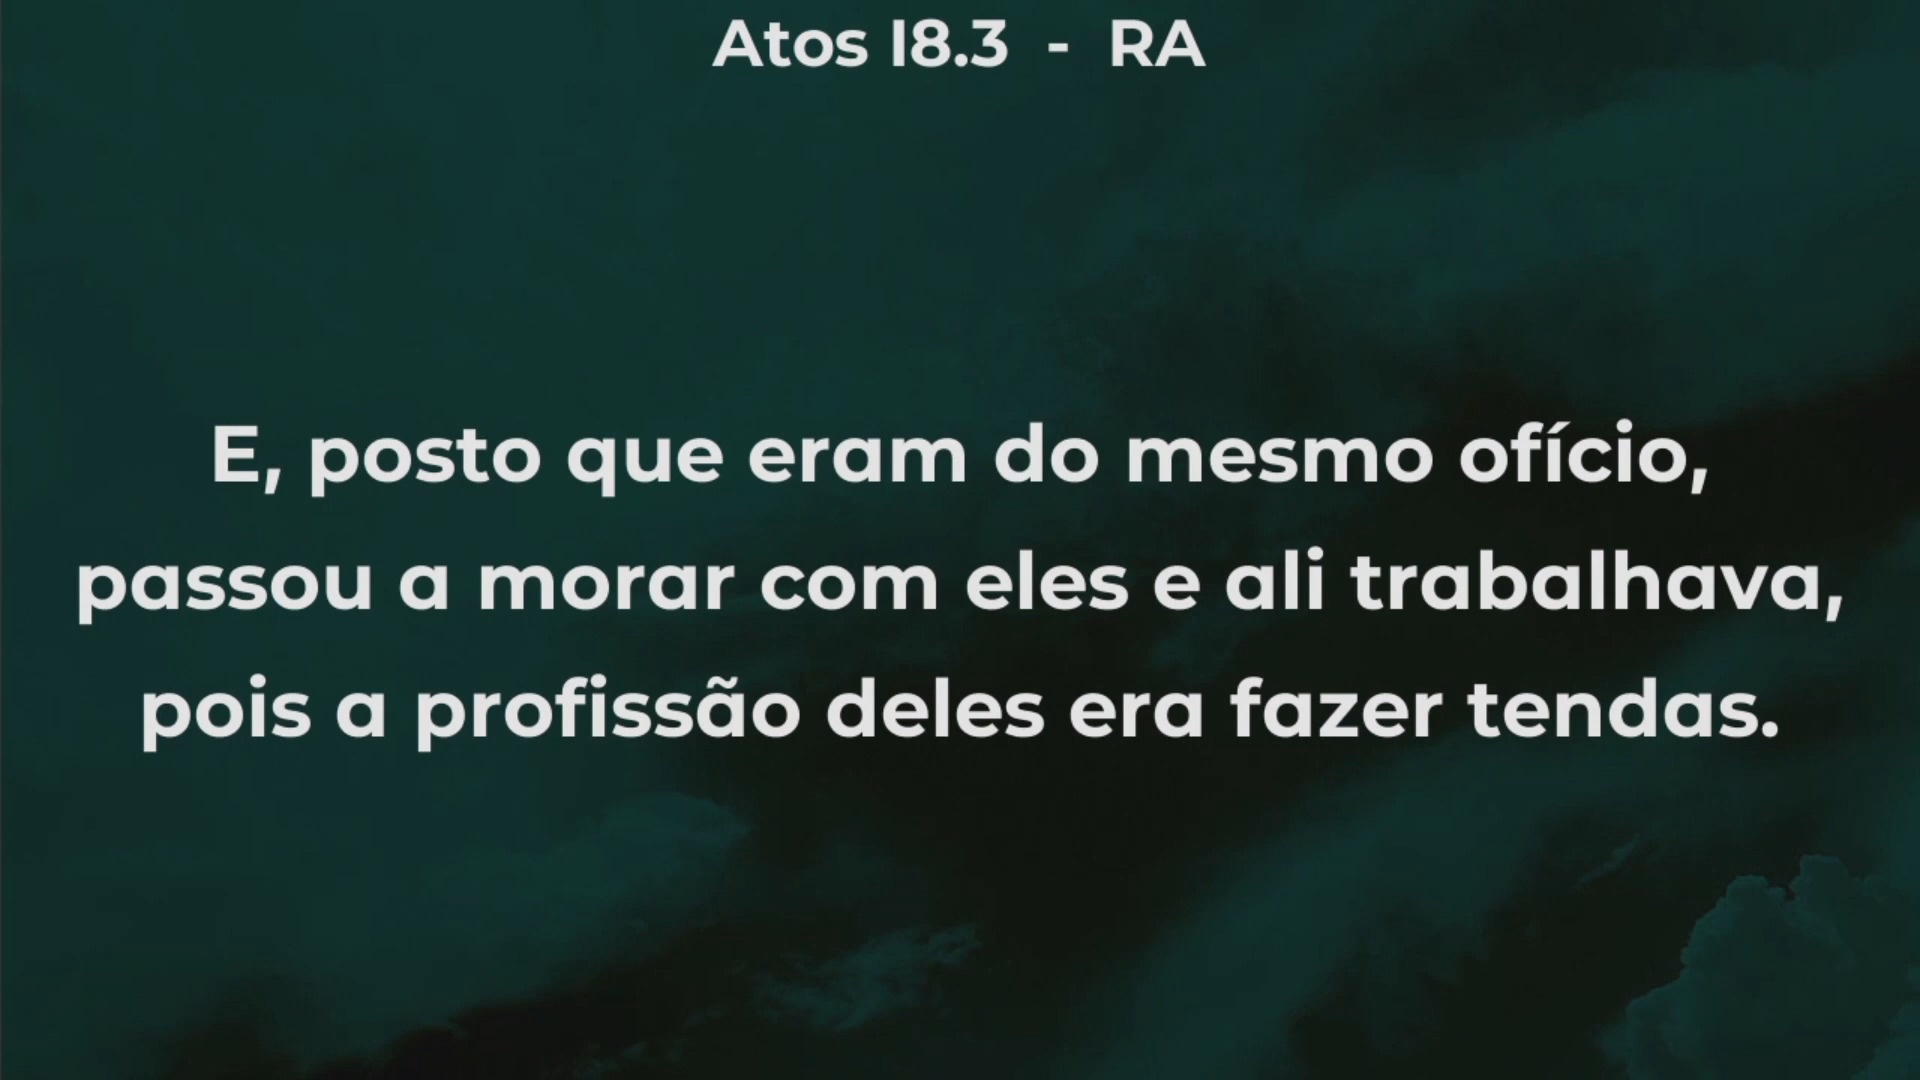 Atos I8.3 - RA
E, posto que eram do mesmo ofício,
passou a morar com eles e ali trabalhava,
pois a profissão deles era fazer tendas.